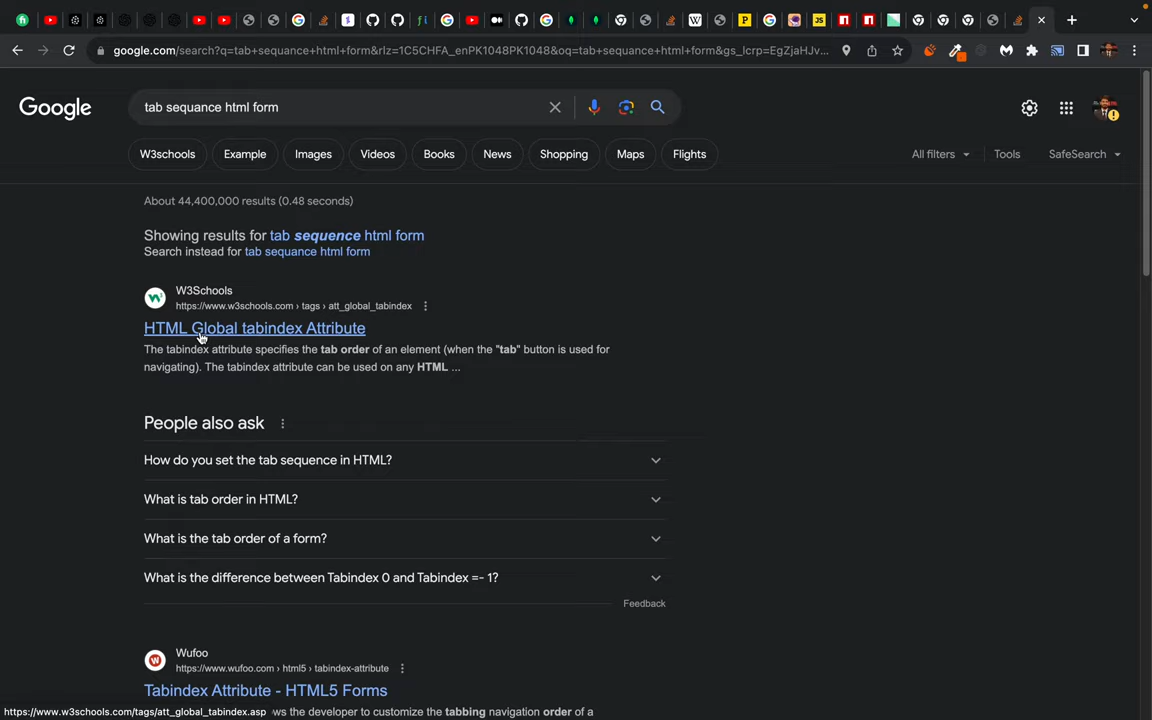 google.com/search?q=tab+sequance+html+form&rlz=1C5CHFA_enPK1048PK1048&oq=tab+sequance+html+form&gs_lcrp=EgZjaHJv...
Google
tab sequance html form
W3schools
Example
Images
Videos
Books
News
Shopping
Maps
Flights
All filters
Tools
SafeSearch
About 44,400,000 results (0.48 seconds)
Showing results for tab sequence html form
Search instead for tab sequance html form
W3Schools
https://www.w3schools.com › tags › att_global_tabindex
HTML Global tabindex Attribute
The tabindex attribute specifies the tab order of an element (when the "tab" button is used for
navigating). The tabindex attribute can be used on any HTML ...
People also ask
How do you set the tab sequence in HTML?
What is tab order in HTML?
What is the tab order of a form?
What is the difference between Tabindex 0 and Tabindex =- 1?
Feedback
Wufoo
https://www.wufoo.com › html5 › tabindex-attribute
Tabindex Attribute - HTML5 Forms
https://www.w3schools.com/tags/att_global_tabindex.asp
ws the developer to customize the tabbing navigation order of a